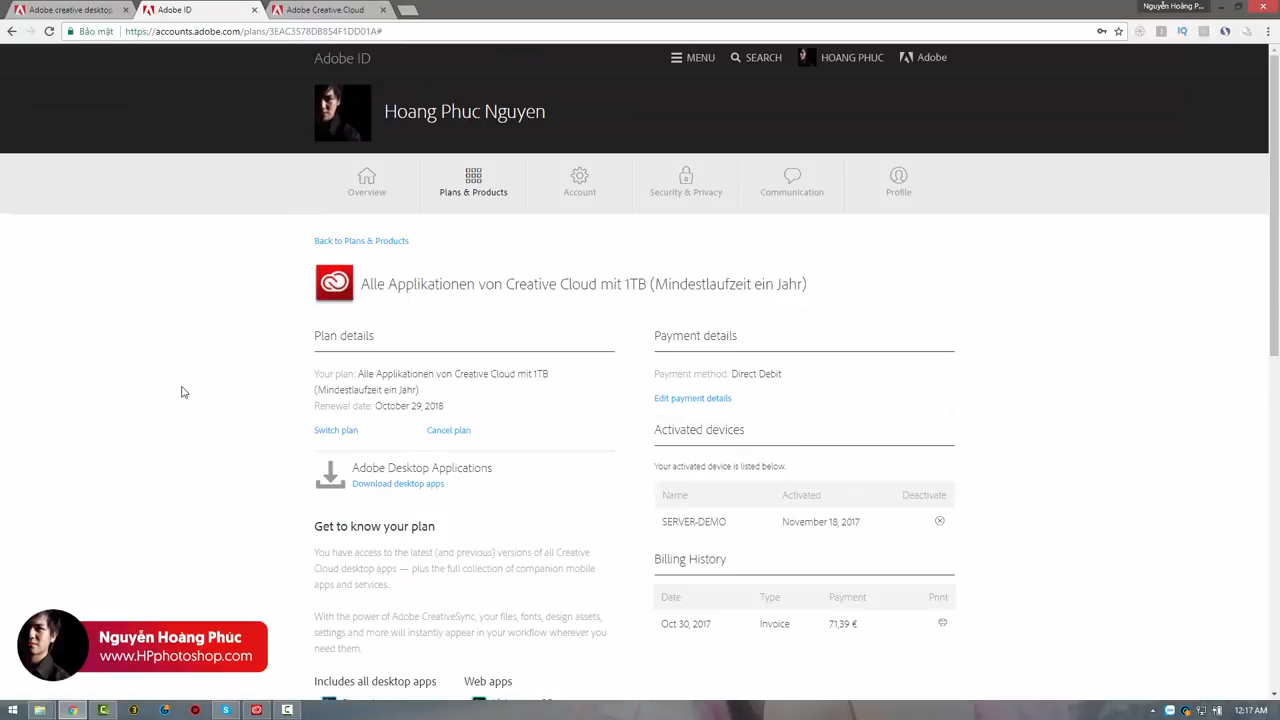 Adobe creative desktop
Adobe ID
Adobe Creative Cloud
Nguyễn Hoàng P...
Bảo mật
https://accounts.adobe.com/plans/3EAC3578DB854F1DD01A#
Adobe ID
MENU
SEARCH
HOANG PHUC
Adobe
Hoang Phuc Nguyen
Overview
Plans & Products
Account
Security & Privacy
Communication
Profile
Back to Plans & Products
Alle Applikationen von Creative Cloud mit 1TB (Mindestlaufzeit ein Jahr)
Plan details
Your plan: Alle Applikationen von Creative Cloud mit 1TB
(Mindestlaufzeit ein Jahr)
Renewal date: October 29, 2018
Switch plan
Cancel plan
Adobe Desktop Applications
Download desktop apps
Get to know your plan
You have access to the latest (and previous) versions of all Creative
Cloud desktop apps — plus the full collection of companion mobile
apps and services.
With the power of Adobe CreativeSync, your files, fonts, design assets,
settings and more will instantly appear in your workflow wherever you
need them.
Includes all desktop apps
Web apps
Payment details
Payment method: Direct Debit
Edit payment details
Activated devices
Your activated device is listed below.
Name Activated Deactivate
SERVER-DEMO November 18, 2017
Billing History
Date Type Payment Print
Oct 30, 2017 Invoice 71,39 €
Nguyễn Hoàng Phúc
www.HPphotoshop.com
12:17 AM